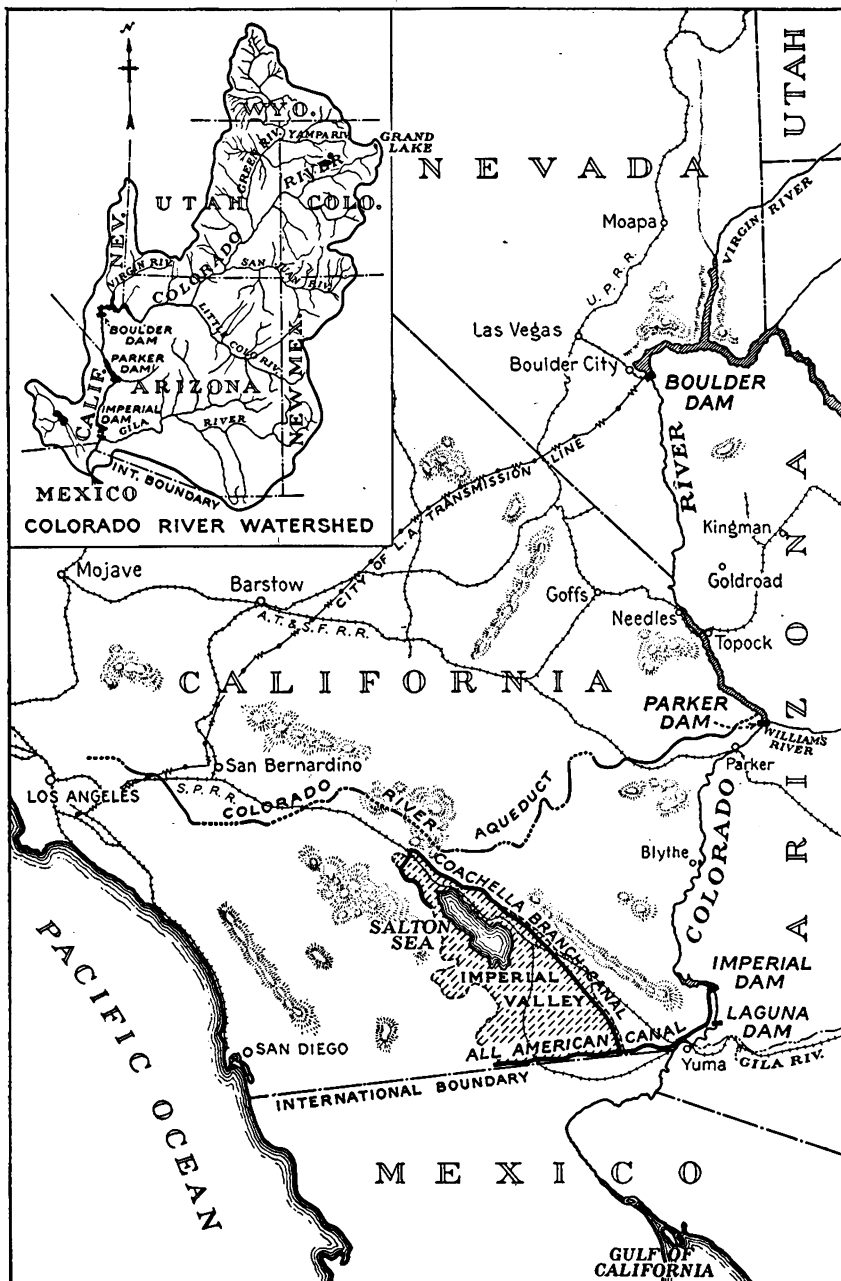 N
WYO.
YAMPA RIV.
GRAND
LAKE
GREEN RIV.
RIVER
UTAH
COLO.
NEV.
VIRGIN RIV.
COLORADO
SAN JUAN RIV.
LITTLE COLO. RIV.
BOULDER
DAM
PARKER
DAM
CALIF.
ARIZONA
NEW MEX.
IMPERIAL
DAM
GILA
RIVER
INT. BOUNDARY
MEXICO
COLORADO RIVER WATERSHED
UTAH
NEVADA
Moapa
VIRGIN RIVER
U.P.R.R.
Las Vegas
Boulder City
BOULDER
DAM
RIVER
CITY OF L.A. TRANSMISSION LINE
Kingman
Goldroad
Mojave
Barstow
A.T. & S.F. R.R.
Goffs
Needles
Topock
CALIFORNIA
ARIZONA
PARKER
DAM
WILLIAMS
RIVER
Parker
San Bernardino
LOS ANGELES
S.P.R.R.
COLORADO RIVER AQUEDUCT
Blythe
COLORADO
COACHELLA BRANCH CANAL
SALTON
SEA
IMPERIAL
VALLEY
IMPERIAL
DAM
LAGUNA
DAM
ALL AMERICAN CANAL
Yuma
GILA RIV.
SAN DIEGO
INTERNATIONAL BOUNDARY
PACIFIC OCEAN
MEXICO
GULF OF
CALIFORNIA